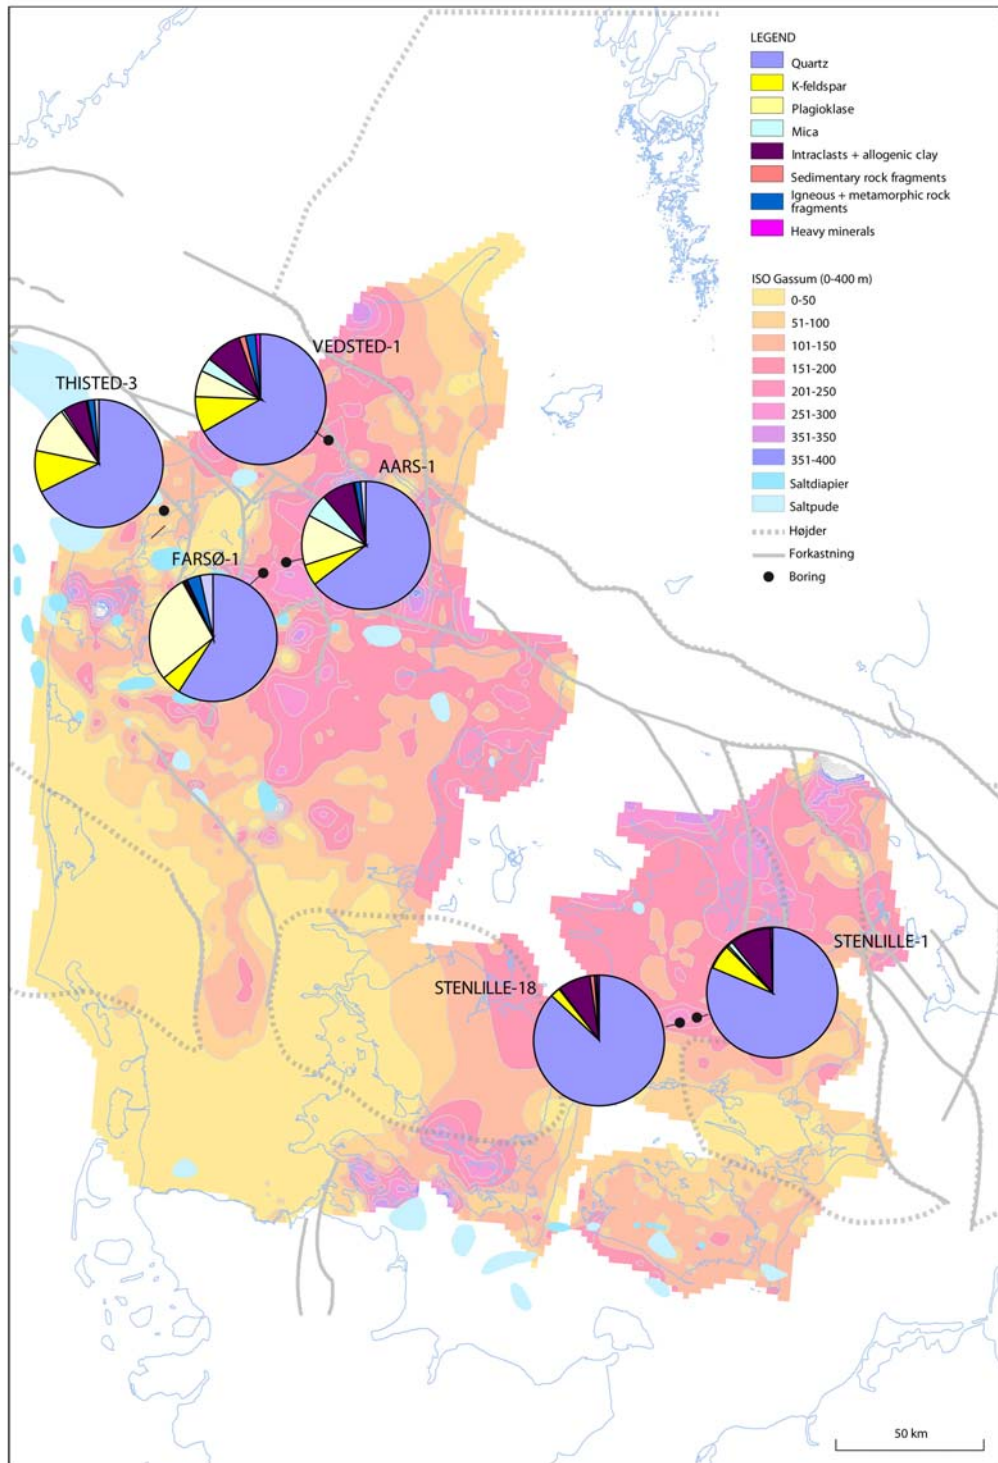 LEGEND
Quartz
K-feldspar
Plagioklase
Mica
Intraclasts + allogenic clay
Sedimentary rock fragments
Igneous + metamorphic rock
fragments
Heavy minerals
ISO Gassum (0-400 m)
0-50
51-100
101-150
151-200
201-250
251-300
351-350
351-400
Saltdiapier
Saltpude
Højder
Forkastning
Boring
VEDSTED-1
THISTED-3
AARS-1
FARSØ-1
STENLILLE-1
STENLILLE-18
50 km